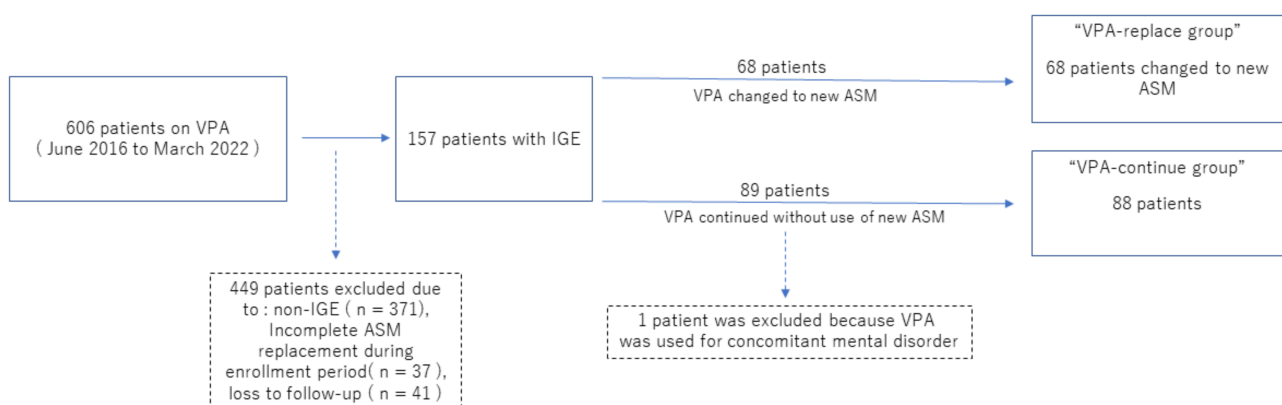 606 patients on VPA
( June 2016 to March 2022 )
157 patients with IGE
68 patients
VPA changed to new ASM
“VPA-replace group”
68 patients changed to new
ASM
89 patients
VPA continued without use of new ASM
“VPA-continue group”
88 patients
449 patients excluded due
to : non-IGE ( n = 371),
Incomplete ASM
replacement during
enrollment period( n = 37 ),
loss to follow-up ( n = 41 )
1 patient was excluded because VPA
was used for concomitant mental disorder